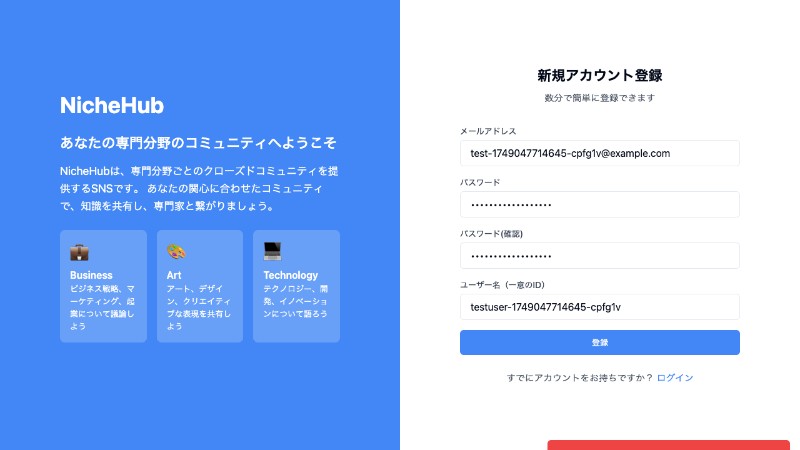 NicheHub
あなたの専門分野のコミュニティへようこそ
NicheHubは、専門分野ごとのクローズドコミュニティを提
供するSNSです。 あなたの関心に合わせたコミュニティ
で、知識を共有し、専門家と繋がりましょう。
Business
ビジネス戦略、マ
ーケティング、起
業について議論し
よう
Art
アート、デザイ
ン、クリエイティ
ブな表現を共有し
よう
Technology
テクノロジー、開
発、イノベーショ
ンについて語ろう
新規アカウント登録
数分で簡単に登録できます
メールアドレス
test-1749047714645-cpfg1v@example.com
パスワード
••••••••••••••••••
パスワード(確認)
••••••••••••••••••
ユーザー名（一意のID）
testuser-1749047714645-cpfg1v
登録
すでにアカウントをお持ちですか？ ログイン